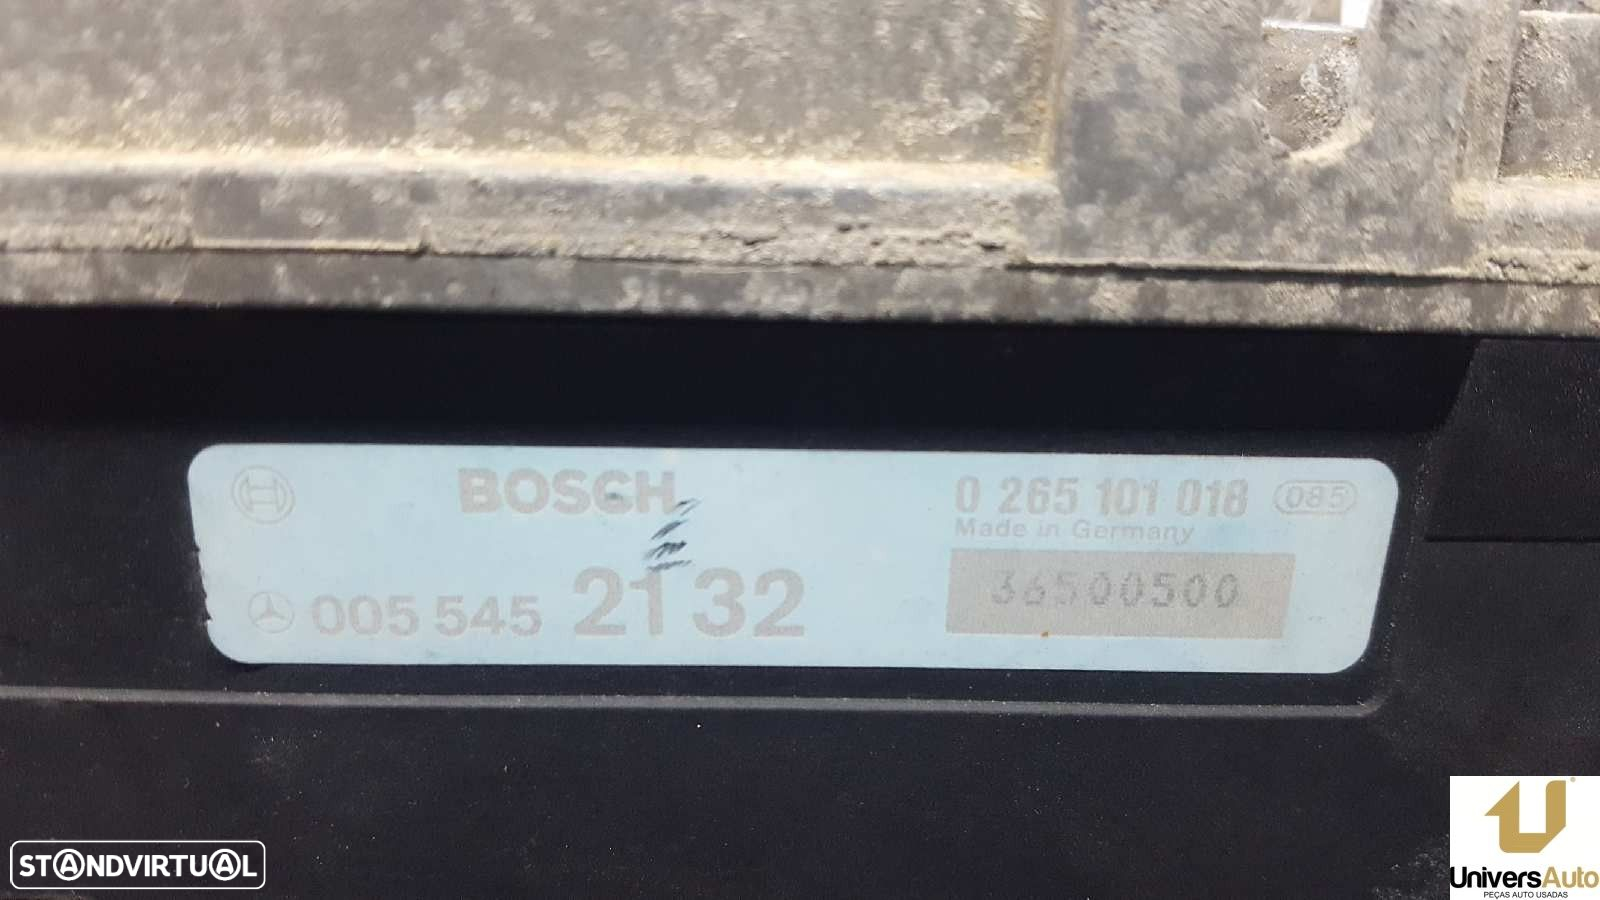 BOSCH
0 265 101 018 085
Made in Germany
005 545 2132
36500500
STANDVIRTUAL
UniversAuto
PEÇAS AUTO USADAS